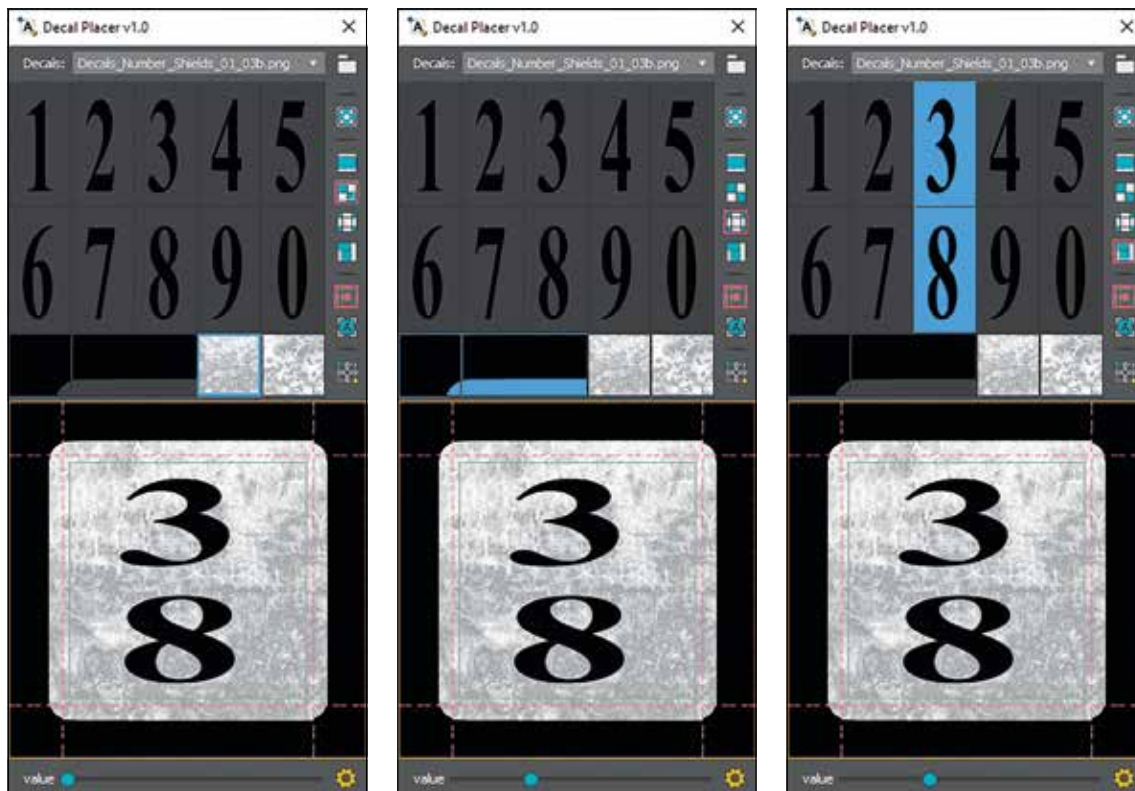 Decal Placer v1.0
Decals: Decals_Number_Shields_01_03b.png
1 2 3 4 5
6 7 8 9 0
3
8
value
Decal Placer v1.0
Decals: Decals_Number_Shields_01_03b.png
1 2 3 4 5
6 7 8 9 0
3
8
value
Decal Placer v1.0
Decals: Decals_Number_Shields_01_03b.png
1 2 3 4 5
6 7 8 9 0
3
8
value